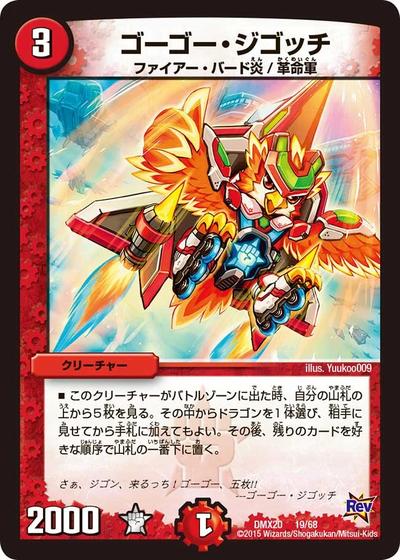 3
ゴーゴー・ジゴッチ
ファイアー・バード炎 / 革命軍
illus. Yuukoo009
クリーチャー
■ このクリーチャーがバトルゾーンに出た時、自分の山札の
上から5枚を見る。その中からドラゴンを1体選び、相手に
見せてから手札に加えてもよい。その後、残りのカードを好
きな順序で山札の一番下に置く。
さぁ、ジゴン、来るっち!ゴーゴー、五枚!!
---ゴーゴー・ジゴッチ
Rev
2000
1
DMX20 19/68
©2015 Wizards/Shogakukan/Mitsui-Kids